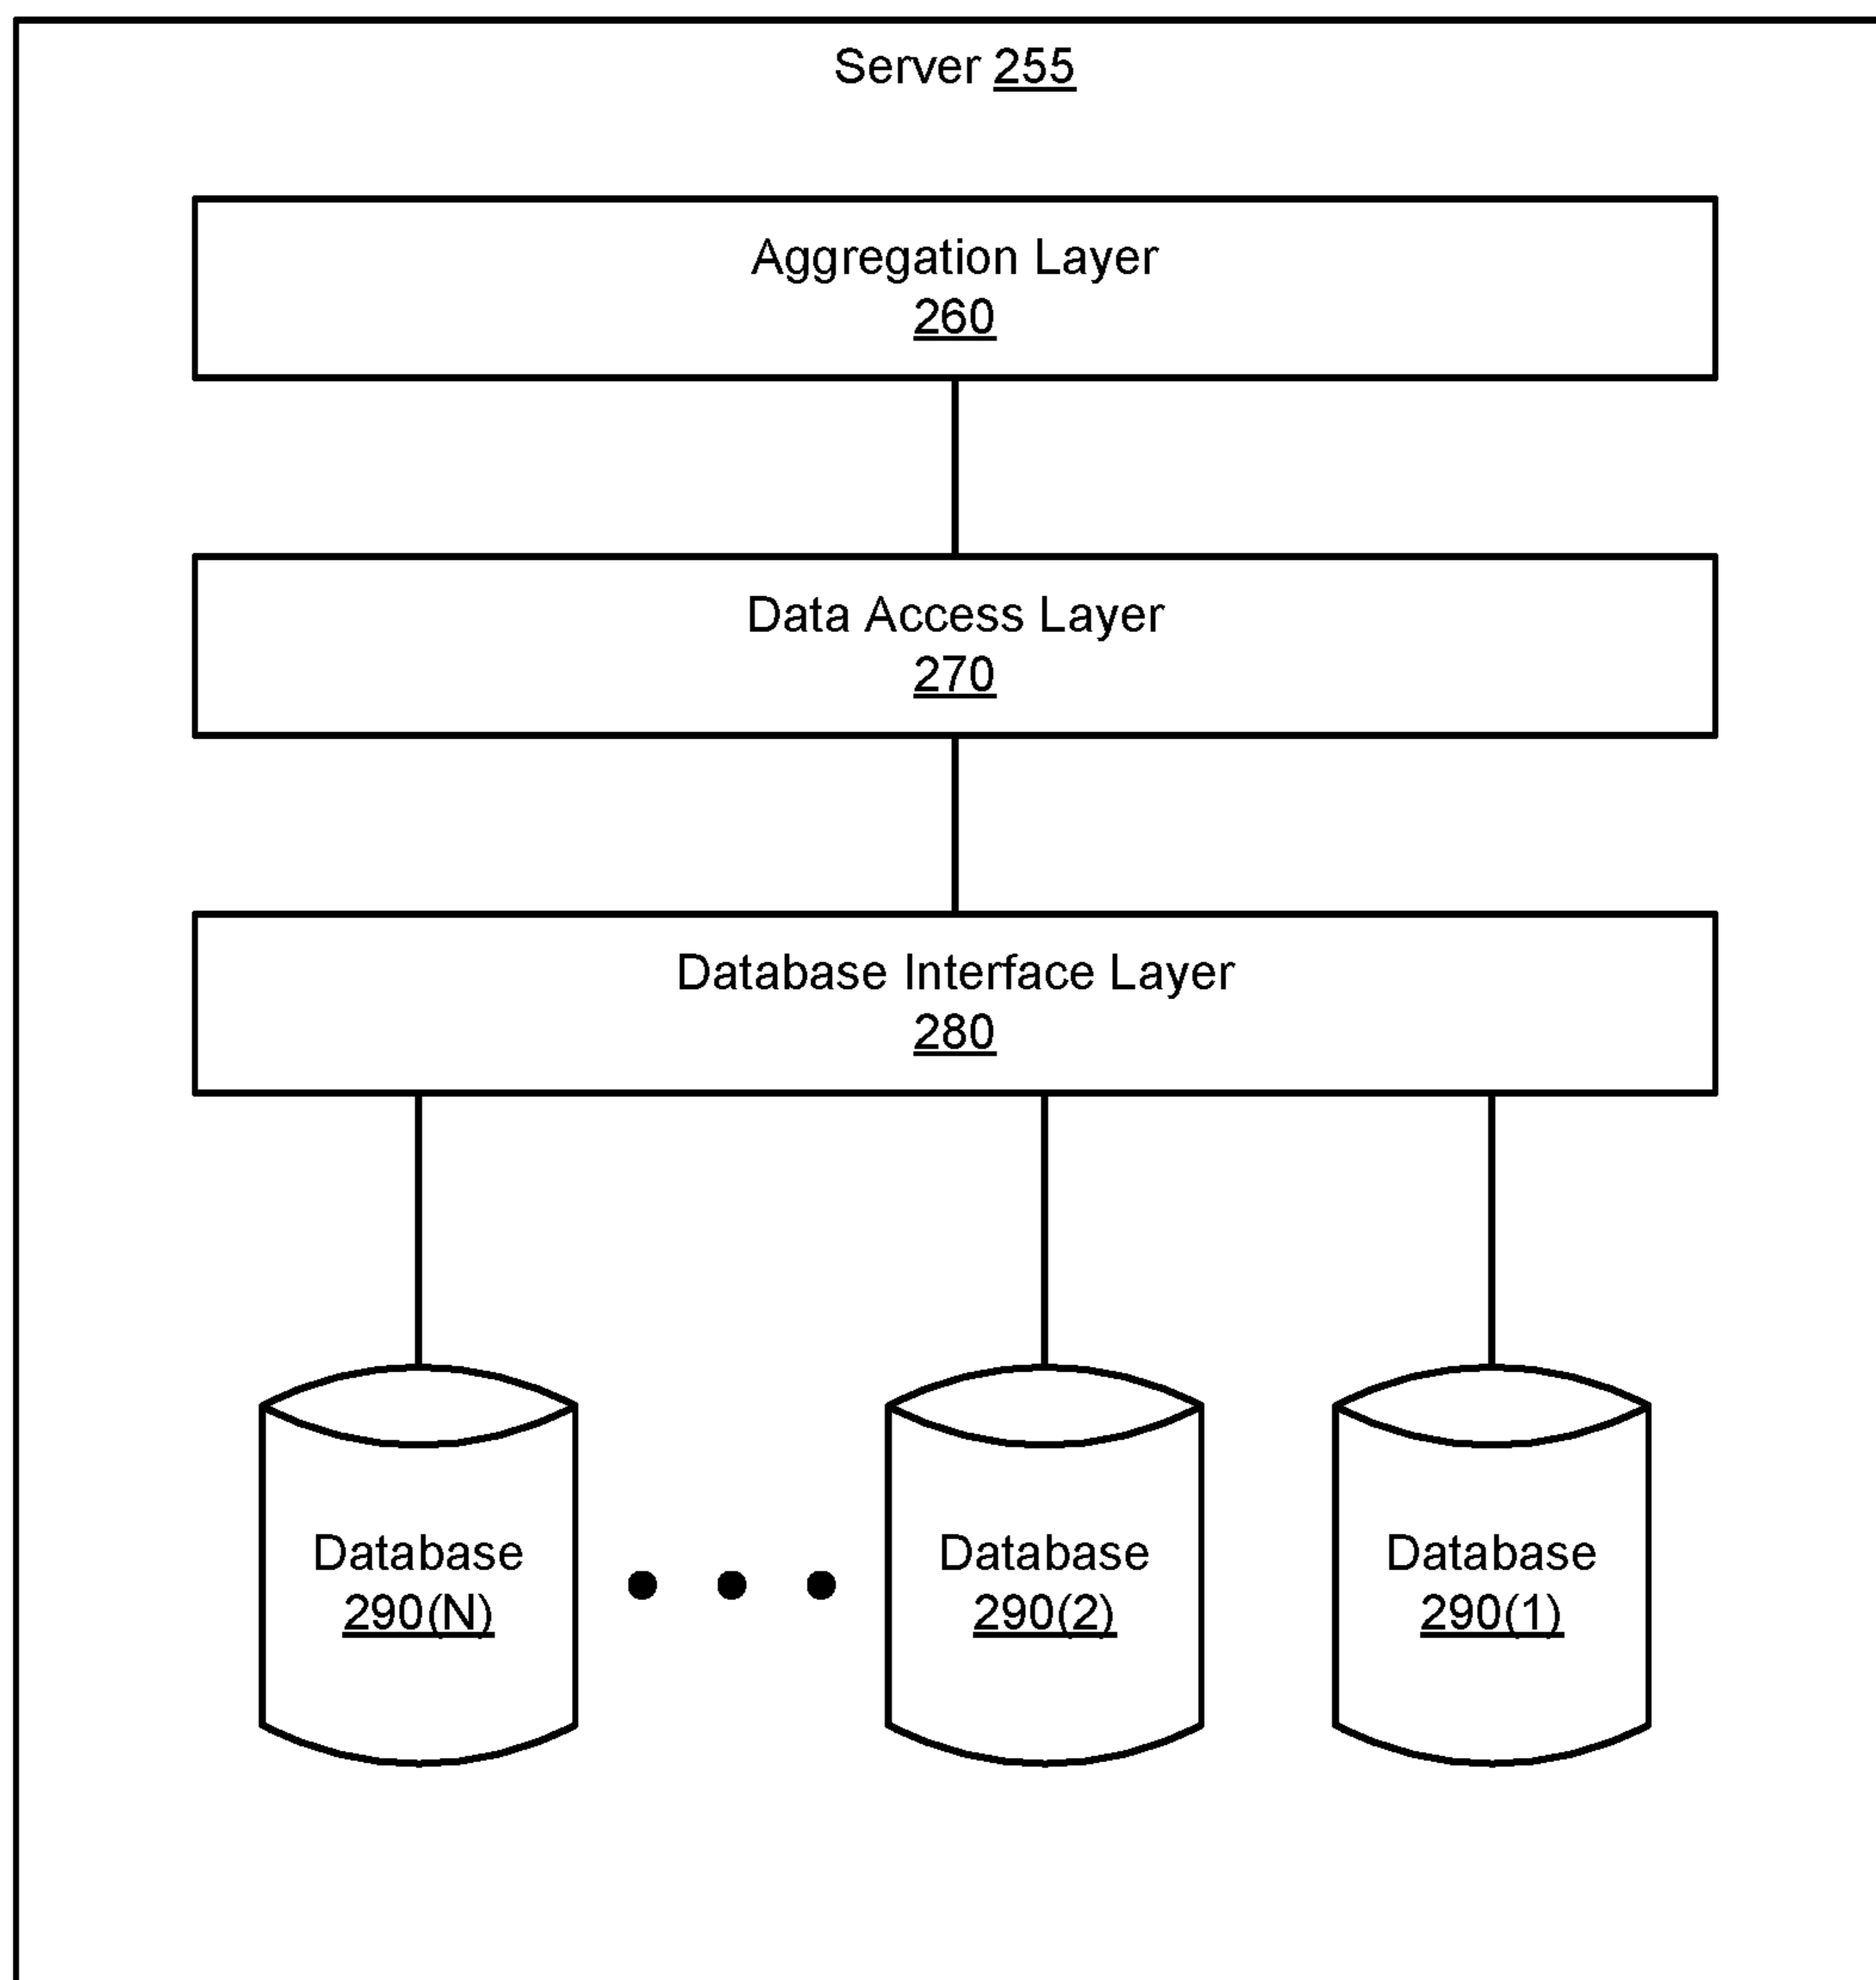 Server 255
Aggregation Layer
260
Data Access Layer
270
Database Interface Layer
280
Database
290(N)
Database
290(2)
Database
290(1)